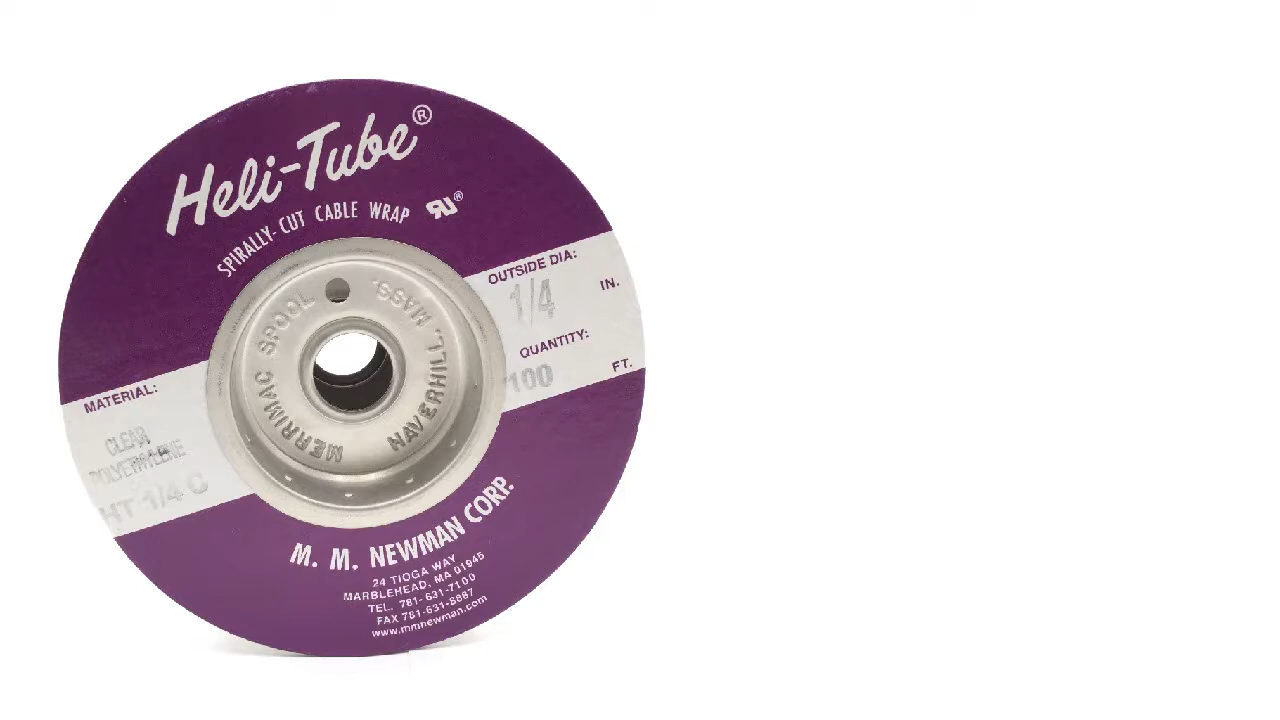 Heli-Tube®
SPIRALLY-CUT CABLE WRAP RU®
OUTSIDE DIA:
1/4 IN.
QUANTITY:
100 FT.
MATERIAL:
CLEAR
POLYETHYLENE
HT 1/4 C
MERRIMAC SPOOL
HAVERHILL, MASS.
M. M. NEWMAN CORP.
24 TIOGA WAY
MARBLEHEAD, MA 01945
TEL. 781-631-7100
FAX 781-631-8887
www.mmnewman.com